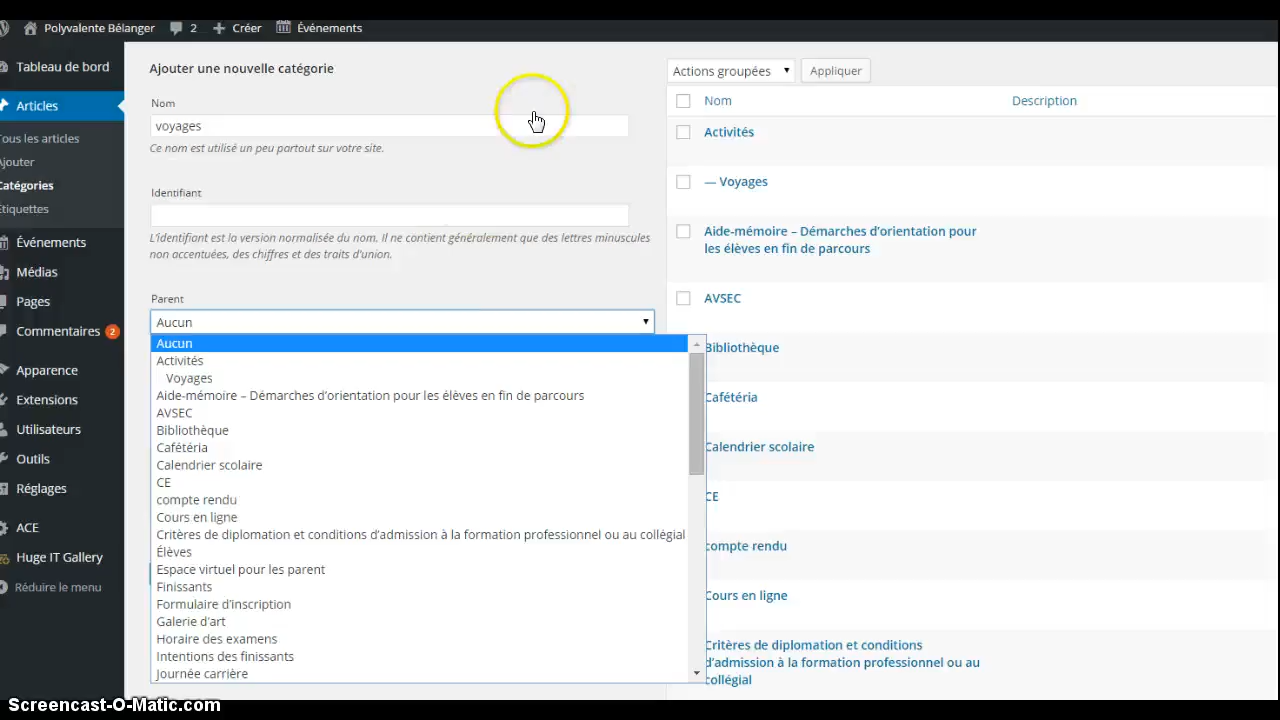 Polyvalente Bélanger
2
Créer
Événements
Tableau de bord
Articles
Tous les articles
Ajouter
Catégories
Étiquettes
Événements
Médias
Pages
Commentaires 2
Apparence
Extensions
Utilisateurs
Outils
Réglages
ACE
Huge IT Gallery
Réduire le menu
Ajouter une nouvelle catégorie
Nom
voyages
Ce nom est utilisé un peu partout sur votre site.
Identifiant
L'identifiant est la version normalisée du nom. Il ne contient généralement que des lettres minuscules
non accentuées, des chiffres et des traits d'union.
Parent
Aucun
Aucun
Activités
Voyages
Aide-mémoire – Démarches d'orientation pour les élèves en fin de parcours
AVSEC
Bibliothèque
Cafétéria
Calendrier scolaire
CE
compte rendu
Cours en ligne
Critères de diplomation et conditions d'admission à la formation professionnel ou au collégial
Élèves
Espace virtuel pour les parent
Finissants
Formulaire d'inscription
Galerie d'art
Horaire des examens
Intentions des finissants
Journée carrière
Actions groupées
Appliquer
Nom Description
Activités
— Voyages
Aide-mémoire – Démarches d'orientation pour
les élèves en fin de parcours
AVSEC
Bibliothèque
Cafétéria
Calendrier scolaire
CE
compte rendu
Cours en ligne
Critères de diplomation et conditions
d'admission à la formation professionnel ou au
collégial
Screencast-O-Matic.com